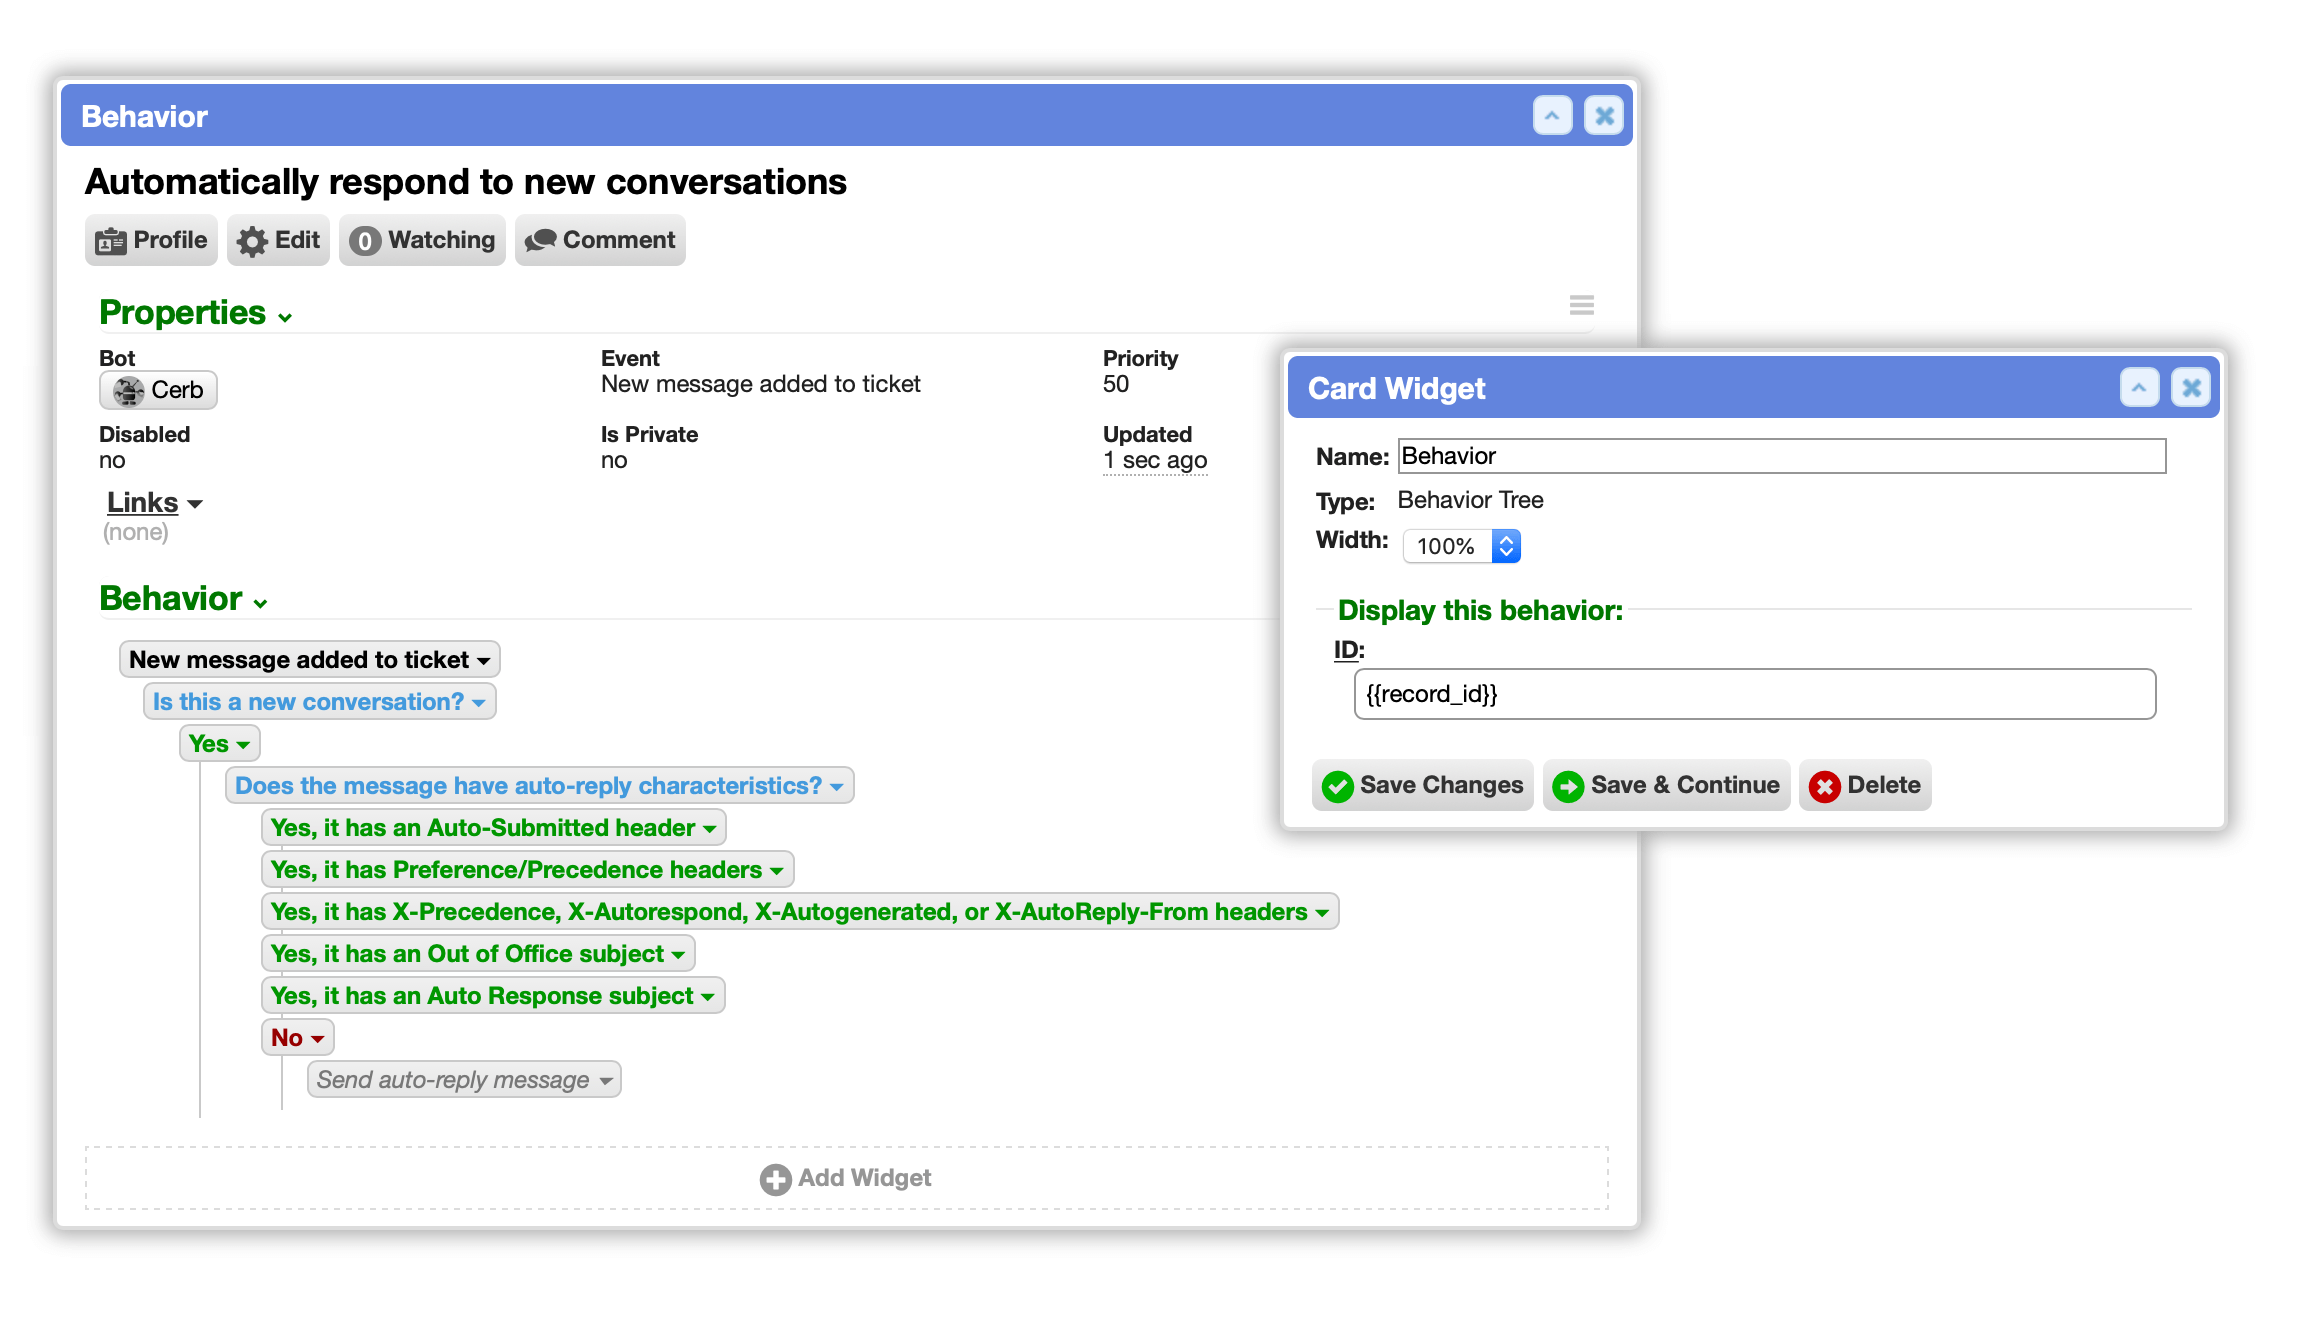 Behavior
Automatically respond to new conversations
Profile Edit 0 Watching Comment
Properties
Bot Event Priority
Cerb New message added to ticket 50
Disabled Is Private Updated
no no 1 sec ago
Links
(none)
Behavior
New message added to ticket
Is this a new conversation?
Yes
Does the message have auto-reply characteristics?
Yes, it has an Auto-Submitted header
Yes, it has Preference/Precedence headers
Yes, it has X-Precedence, X-Autorespond, X-Autogenerated, or X-AutoReply-From headers
Yes, it has an Out of Office subject
Yes, it has an Auto Response subject
No
Send auto-reply message
Add Widget
Card Widget
Name: Behavior
Type: Behavior Tree
Width: 100%
Display this behavior:
ID:
{{record_id}}
Save Changes Save & Continue Delete